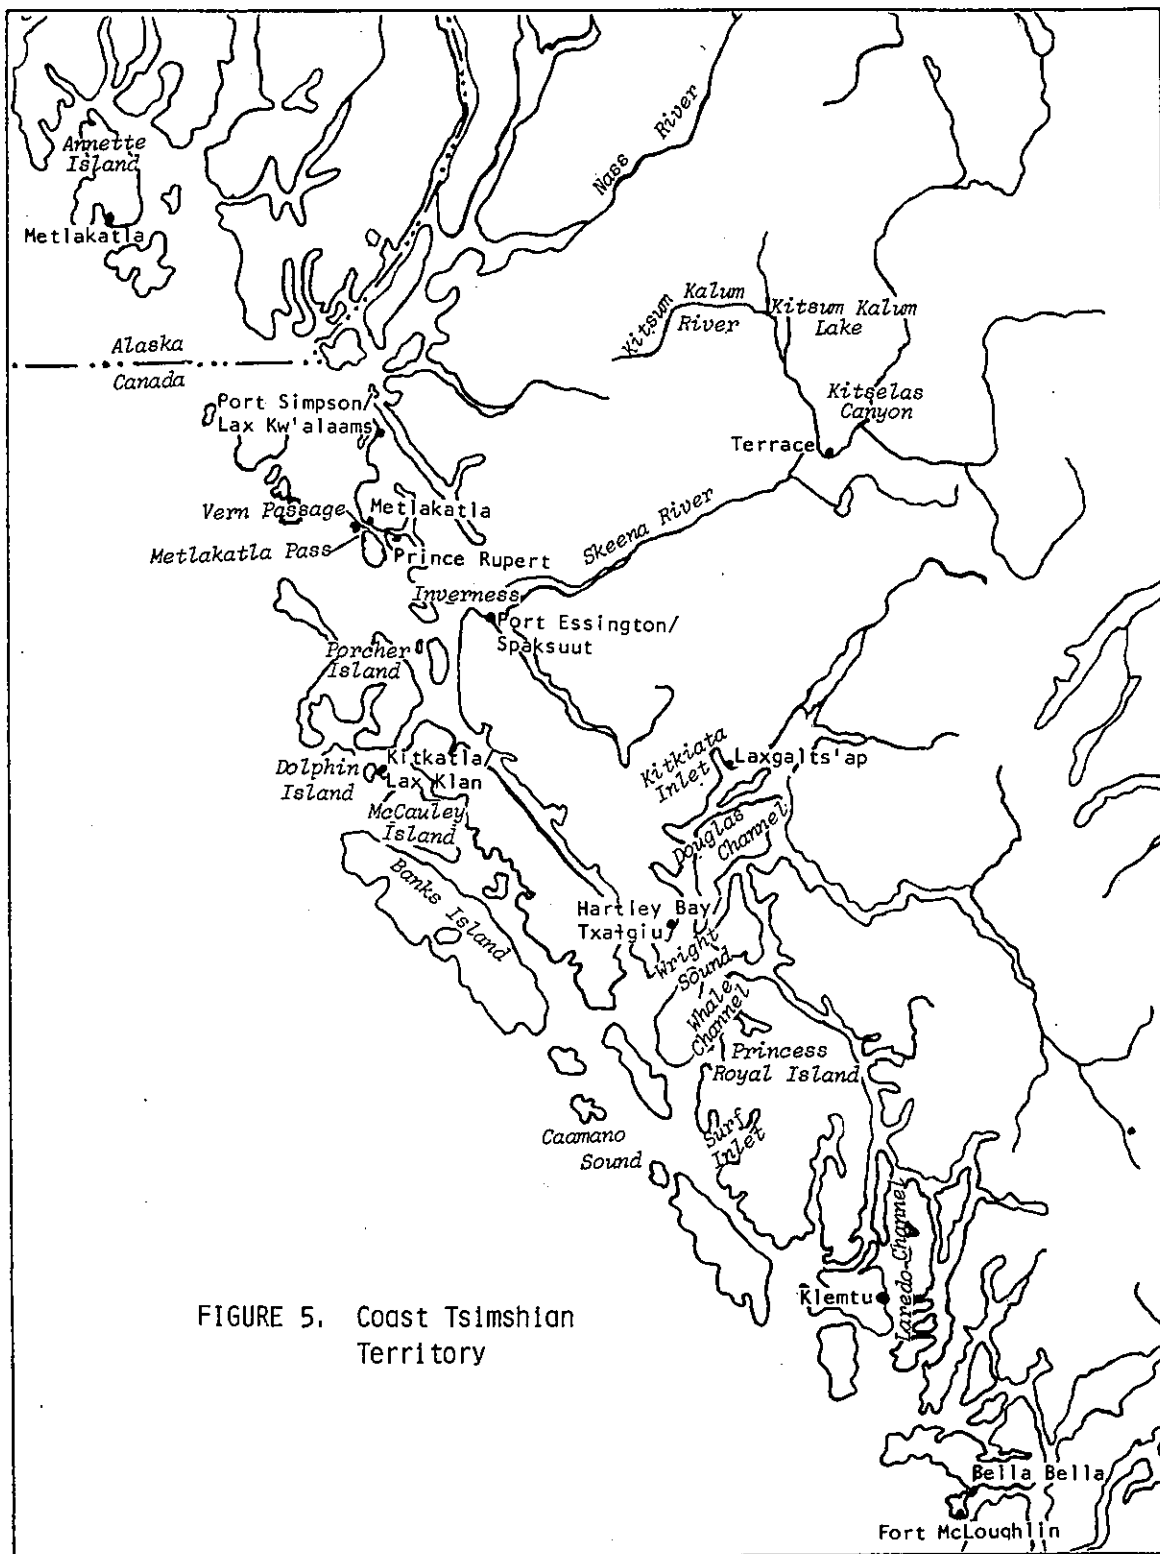 Annette
Island
Metlakatla
Nass River
Kitsum Kalum
River
Kitsum Kalum
Lake
Alaska
Canada
Kitselas
Canyon
Port Simpson/
Lax Kw'alaams
Terrace
Vern Passage
Metlakatla
Metlakatla Pass
Prince Rupert
Skeena River
Inverness
Port Essington/
Spaksuut
Porcher
Island
Kitkatla/
Lax Klan
Dolphin
Island
McCauley
Island
Kitkiata
Inlet
Laxgalts'ap
Douglas
Channel
Banks Island
Hartley Bay/
Txałgiu
Wright
Sound
Whale
Channel
Princess
Royal Island
Surf
Inlet
Caamano
Sound
Laredo Channel
Klemtu
FIGURE 5. Coast Tsimshian
Territory
Bella Bella
Fort McLoughlin